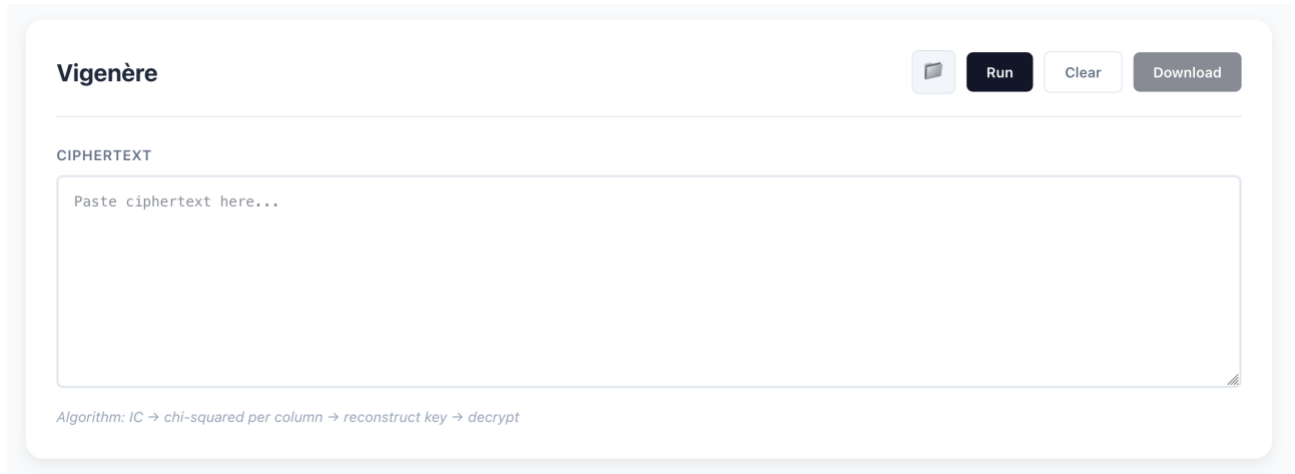 Vigenère
Run
Clear
Download
CIPHERTEXT
Paste ciphertext here...
Algorithm: IC → chi-squared per column → reconstruct key → decrypt